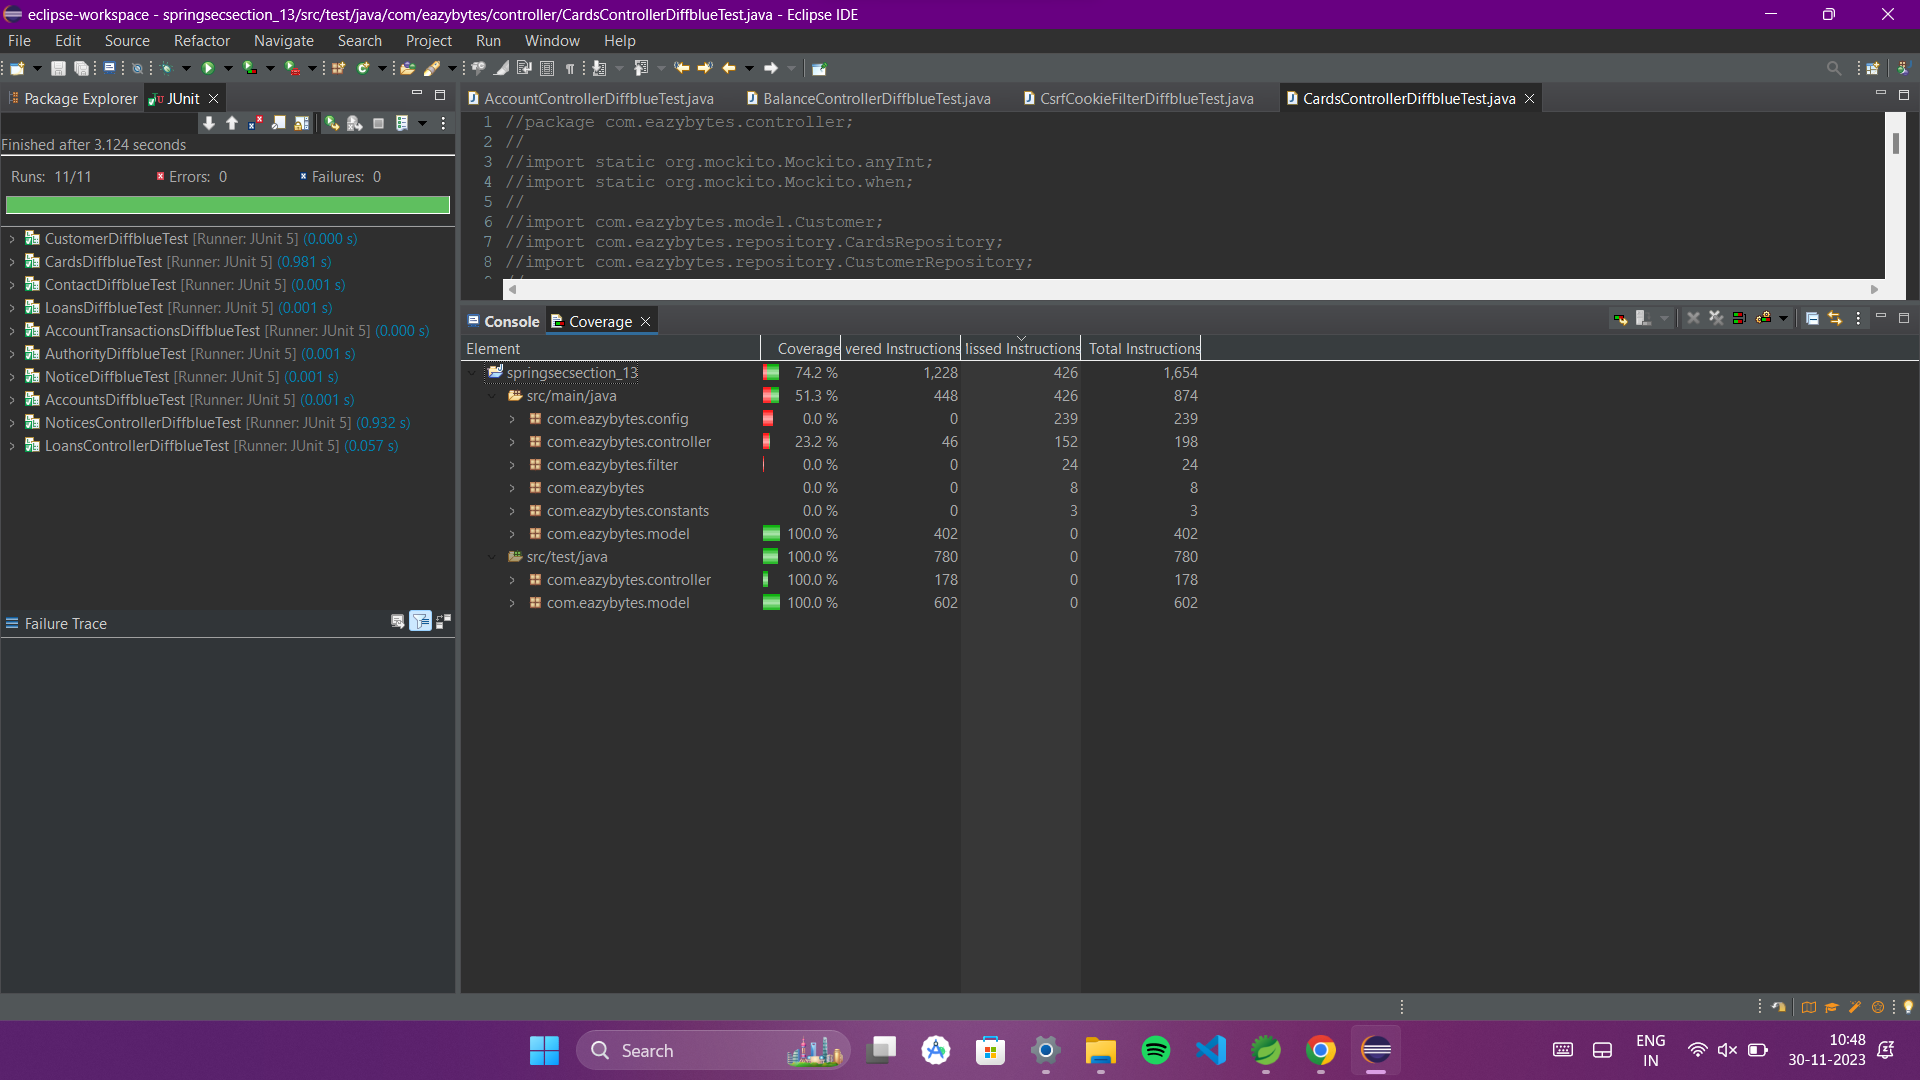 eclipse-workspace - springsecsection_13/src/test/java/com/eazybytes/controller/CardsControllerDiffblueTest.java - Eclipse IDE
File Edit Source Refactor Navigate Search Project Run Window Help
Package Explorer JUnit
Finished after 3.124 seconds
Runs: 11/11 Errors: 0 Failures: 0
CustomerDiffblueTest [Runner: JUnit 5] (0.000 s)
CardsDiffblueTest [Runner: JUnit 5] (0.981 s)
ContactDiffblueTest [Runner: JUnit 5] (0.001 s)
LoansDiffblueTest [Runner: JUnit 5] (0.001 s)
AccountTransactionsDiffblueTest [Runner: JUnit 5] (0.000 s)
AuthorityDiffblueTest [Runner: JUnit 5] (0.001 s)
NoticeDiffblueTest [Runner: JUnit 5] (0.001 s)
AccountsDiffblueTest [Runner: JUnit 5] (0.001 s)
NoticesControllerDiffblueTest [Runner: JUnit 5] (0.932 s)
LoansControllerDiffblueTest [Runner: JUnit 5] (0.057 s)
Failure Trace
AccountControllerDiffblueTest.java BalanceControllerDiffblueTest.java CsrfCookieFilterDiffblueTest.java CardsControllerDiffblueTest.java
1 //package com.eazybytes.controller;
2 //
3 //import static org.mockito.Mockito.anyInt;
4 //import static org.mockito.Mockito.when;
5 //
6 //import com.eazybytes.model.Customer;
7 //import com.eazybytes.repository.CardsRepository;
8 //import com.eazybytes.repository.CustomerRepository;
Console Coverage
Element Coverage vered Instructions lissed Instructions Total Instructions
springsecsection_13 74.2 % 1,228 426 1,654
src/main/java 51.3 % 448 426 874
com.eazybytes.config 0.0 % 0 239 239
com.eazybytes.controller 23.2 % 46 152 198
com.eazybytes.filter 0.0 % 0 24 24
com.eazybytes 0.0 % 0 8 8
com.eazybytes.constants 0.0 % 0 3 3
com.eazybytes.model 100.0 % 402 0 402
src/test/java 100.0 % 780 0 780
com.eazybytes.controller 100.0 % 178 0 178
com.eazybytes.model 100.0 % 602 0 602
Search
ENG
IN
10:48
30-11-2023